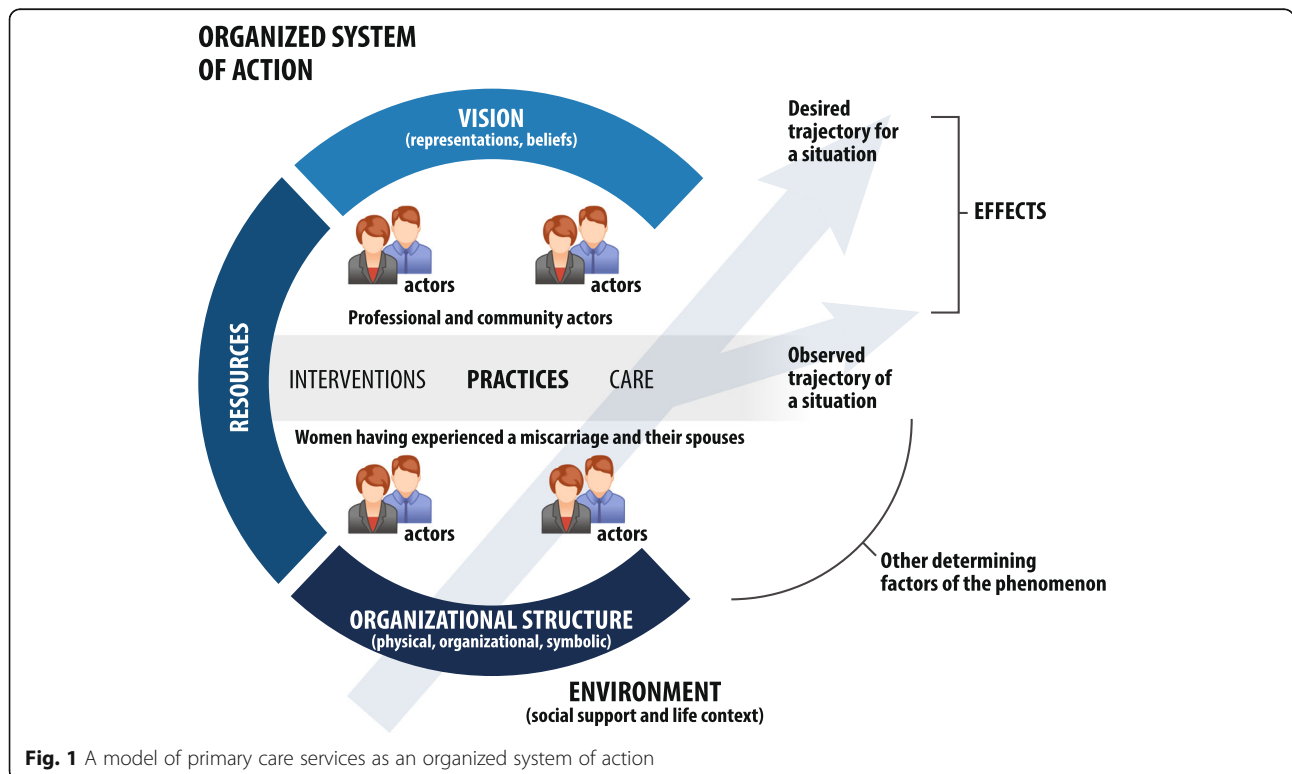 ORGANIZED SYSTEM
OF ACTION
VISION
(representations, beliefs)
Desired
trajectory for
a situation
EFFECTS
actors
actors
Professional and community actors
RESOURCES
INTERVENTIONS
PRACTICES
CARE
Observed
trajectory of
a situation
Women having experienced a miscarriage and their spouses
actors
actors
Other determining
factors of the phenomenon
ORGANIZATIONAL STRUCTURE
(physical, organizational, symbolic)
ENVIRONMENT
(social support and life context)
Fig. 1 A model of primary care services as an organized system of action